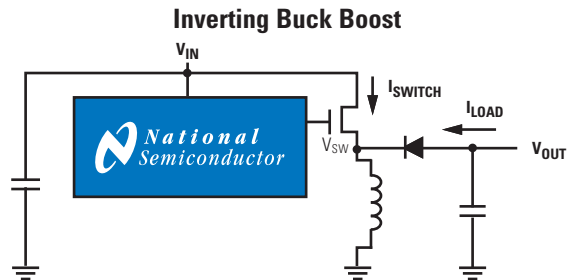 Inverting Buck Boost
VIN
ISWITCH
ILOAD
National
Semiconductor
VSW
VOUT